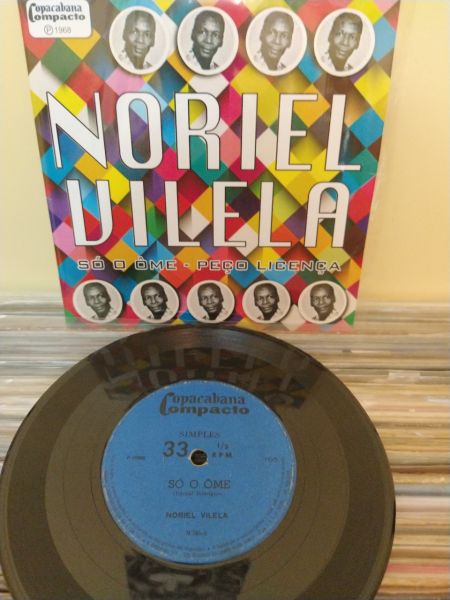 Copacabana
Compacto
℗ 1968
NORIEL
VILELA
SÓ O ÔME - PEÇO LICENÇA
Copacabana
Compacto
SIMPLES
33 1/3
R.P.M.
SÓ O ÔME
NORIEL VILELA